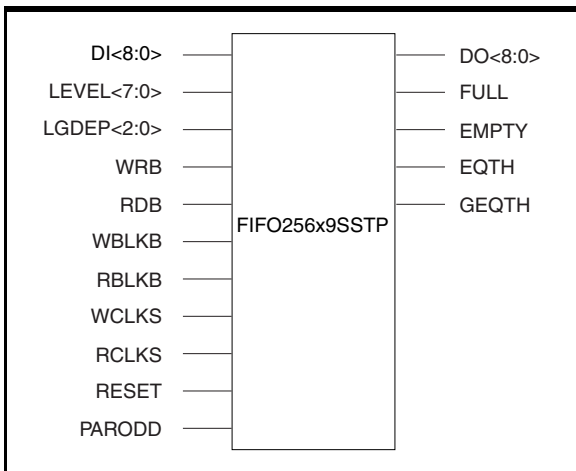 DI<8:0>
LEVEL<7:0>
LGDEP<2:0>
WRB
RDB
WBLKB
RBLKB
WCLKS
RCLKS
RESET
PARODD
FIFO256x9SSTP
DO<8:0>
FULL
EMPTY
EQTH
GEQTH